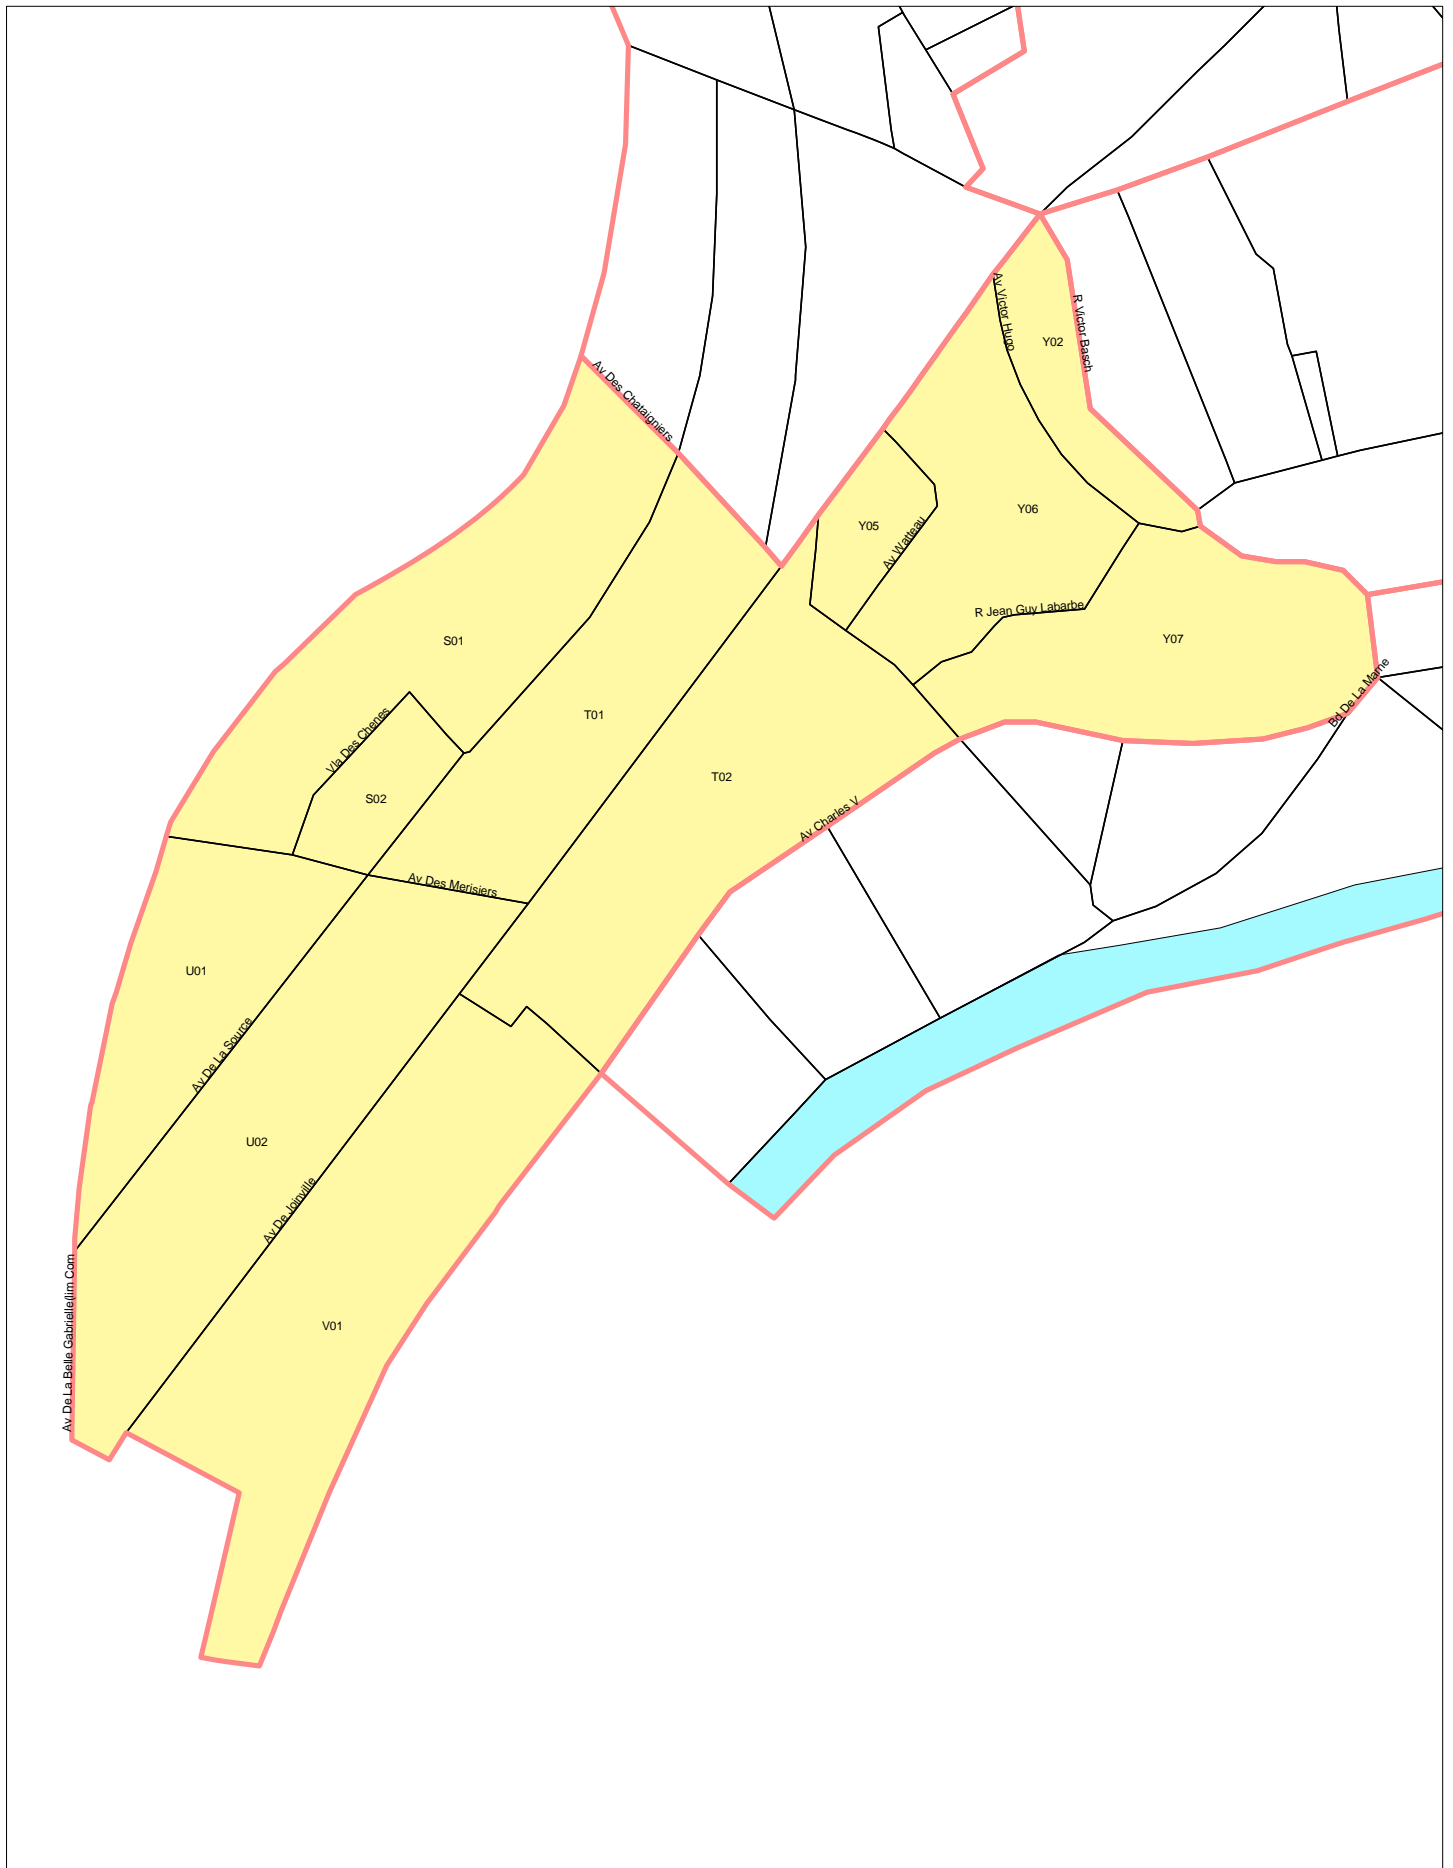 Av Victor Hugo
R Victor Basch
Y02
Av Des Chataigniers
Y06
Y05
Av Watteau
R Jean Guy Labarbe
Y07
S01
Bd De La Marne
T01
Vla Des Chenes
T02
S02
Av Charles V
Av Des Merisiers
U01
Av De La Source
U02
Av De Joinville
Av De La Belle Gabrielle(lim Com
V01